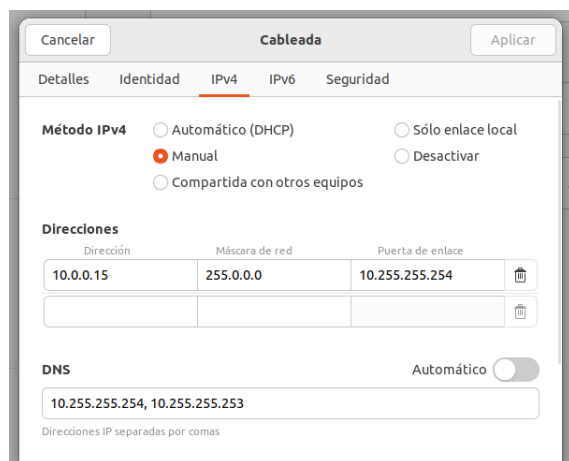 Cancelar Cableada Aplicar
Detalles Identidad IPv4 IPv6 Seguridad
Método IPv4 Automático (DHCP) Sólo enlace local
Manual Desactivar
Compartida con otros equipos
Direcciones
Dirección Máscara de red Puerta de enlace
10.0.0.15 255.0.0.0 10.255.255.254
DNS Automático
10.255.255.254, 10.255.255.253
Direcciones IP separadas por comas